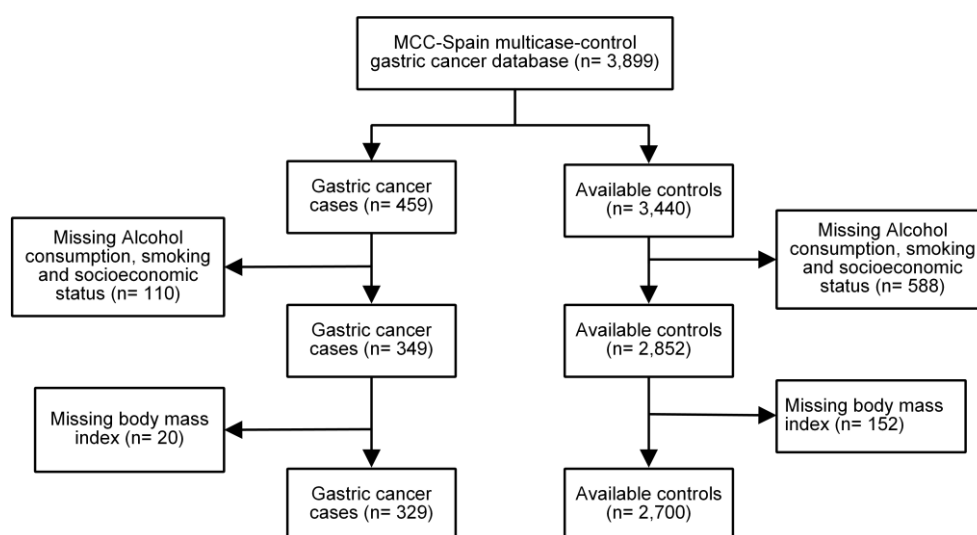 MCC-Spain multicase-control
gastric cancer database (n= 3,899)
Gastric cancer
cases (n= 459)
Available controls
(n= 3,440)
Missing Alcohol
consumption, smoking
and socioeconomic
status (n= 110)
Missing Alcohol
consumption, smoking
and socioeconomic
status (n= 588)
Gastric cancer
cases (n= 349)
Available controls
(n= 2,852)
Missing body mass
index (n= 20)
Missing body mass
index (n= 152)
Gastric cancer
cases (n= 329)
Available controls
(n= 2,700)